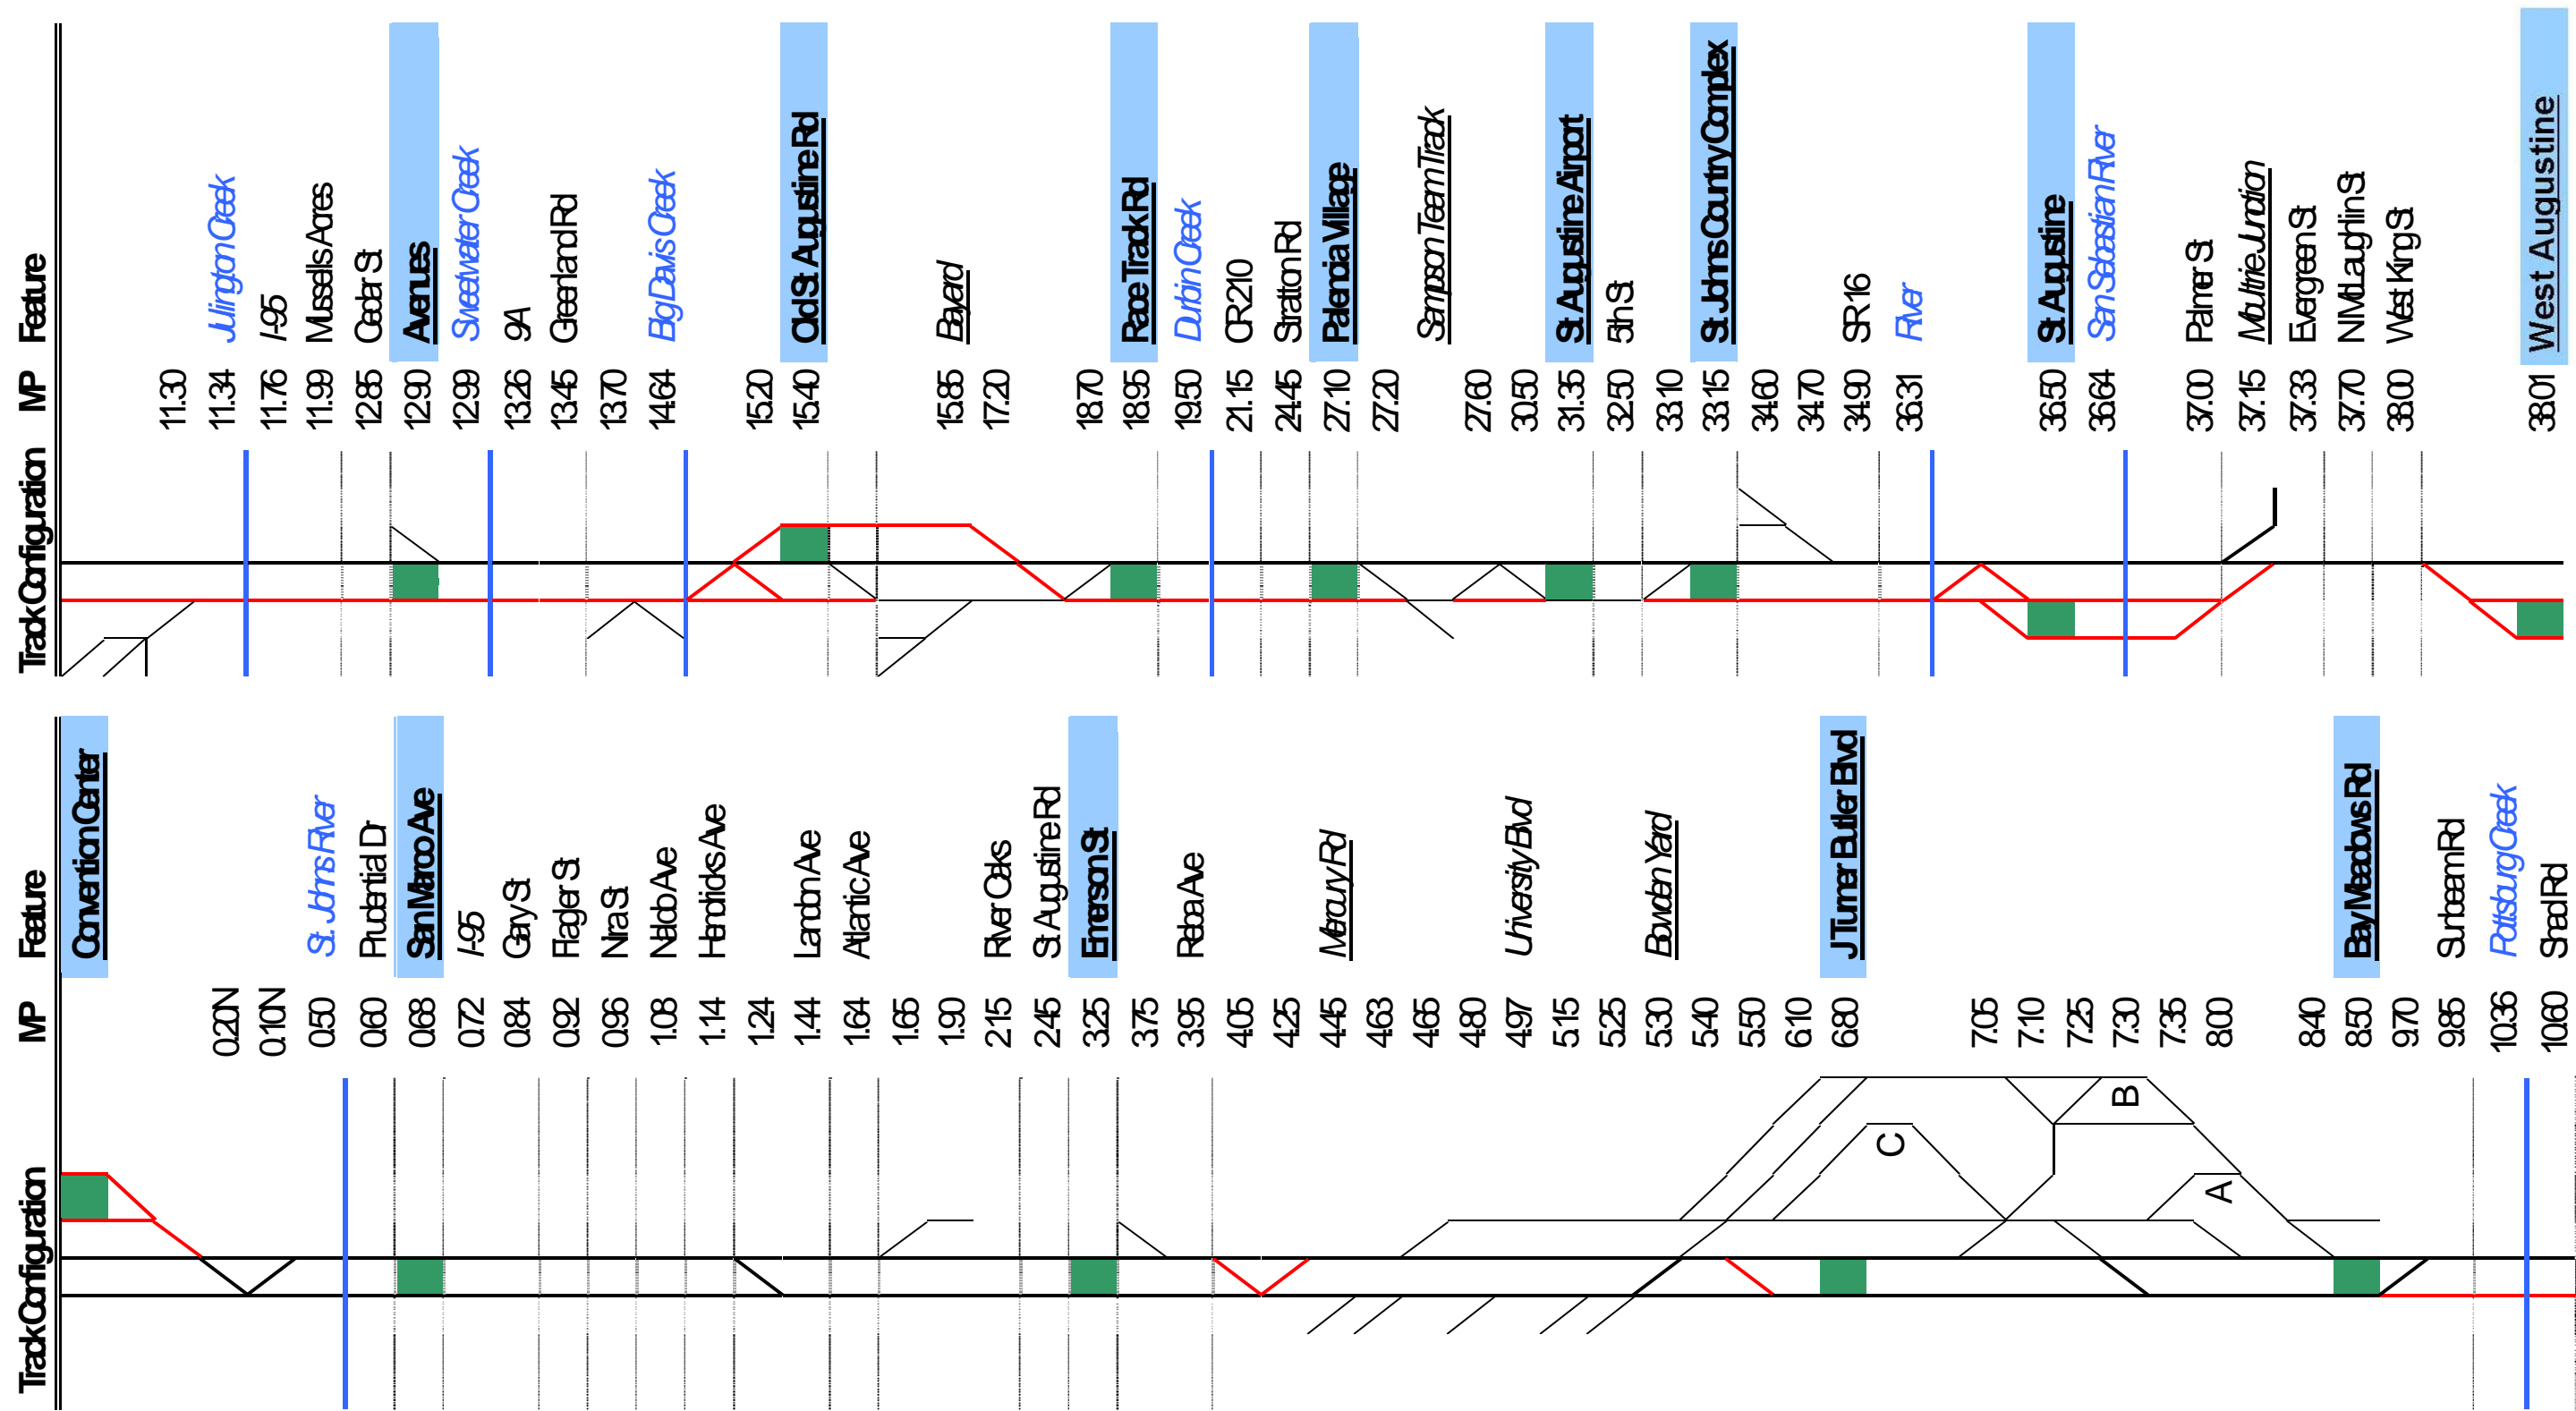 Track Configuration MP Feature
Convention Center
0.20N
0.10N
0.50 St. Johns River
0.60 Prudential Dr
0.68 San Marco Ave
0.72 I-95
0.84 Gary St
0.92 Flagler St
0.96 Nira St
1.08 Naldo Ave
1.14 Hendricks Ave
1.24
1.44 Landon Ave
1.64 Atlantic Ave
1.65
1.90
2.15 River Oaks
2.45 St Augustine Rd
3.25 Emerson St
3.75
3.95 Reba Ave
4.05
4.25
4.45 Mercury Rd
4.63
4.65
4.80
4.97 University Blvd
5.15
5.25
5.30 Bowden Yard
5.40
5.50
6.10
6.80 J Turner Butler Blvd
C
7.05
7.10
7.25
B 7.30
7.35
A 8.00
8.40
8.50 Bay Meadows Rd
9.70
9.85 Sunbeam Rd
10.36 Pottsburg Creek
10.60 Shad Rd
Track Configuration MP Feature
11.30
11.34 Julington Creek
11.76 I-95
11.99 Mussells Acres
12.85 Cedar St
12.90 Avenues
12.99 Sweetwater Creek
13.26 9A
13.45 Greenland Rd
13.70
14.64 Big Davis Creek
15.20
15.40 Old St Augustine Rd
15.85 Bayard
17.20
18.70
18.95 Race Track Rd
19.50 Durbin Creek
21.15 CR 210
24.45 Stratton Rd
27.10 Palencia Village
27.20
Sampson Team Track
27.60
30.50
31.35 St Augustine Airport
32.50 5th St
33.10
33.15 St Johns Country Complex
34.60
34.70
34.90 SR 16
36.31 River
36.50 St Augustine
36.64 San Sebastian River
37.00 Palmer St
37.15 Moultrie Junction
37.33 Evergreen St
37.70 N McLaughlin St
38.00 West King St
38.01 West Augustine